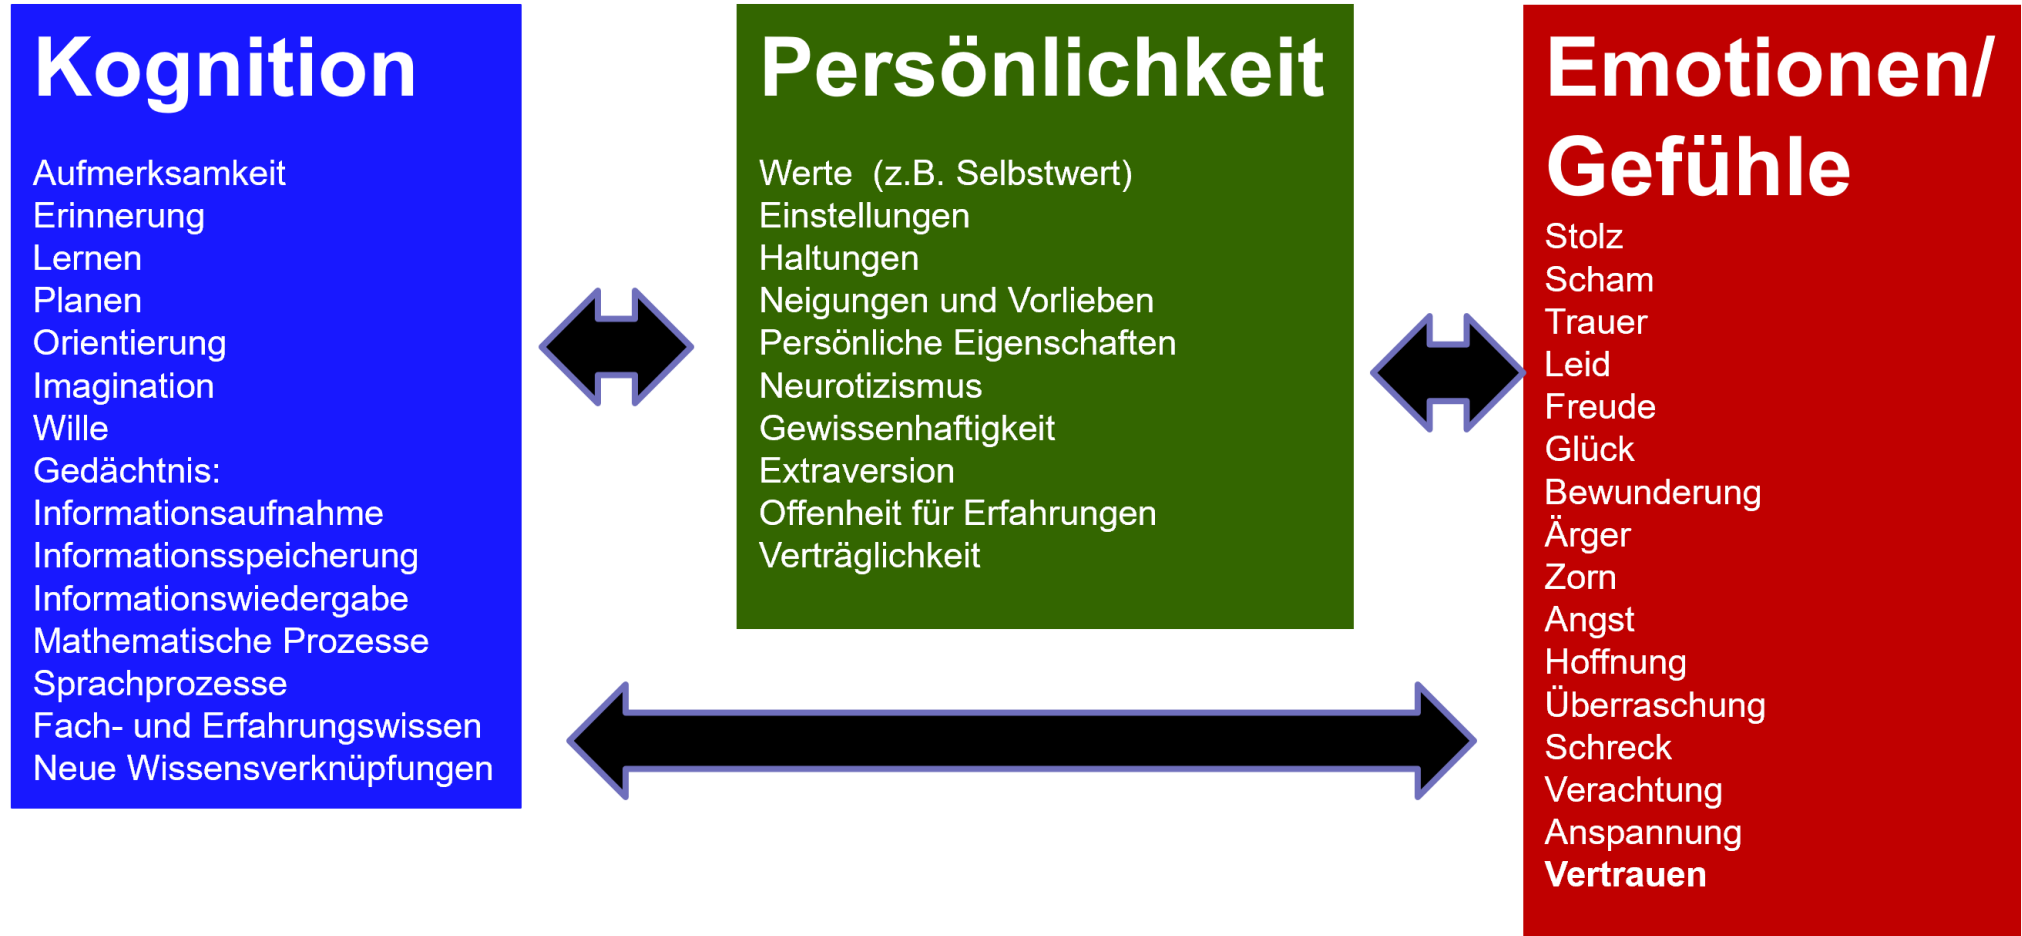 Kognition
Aufmerksamkeit
Erinnerung
Lernen
Planen
Orientierung
Imagination
Wille
Gedächtnis:
Informationsaufnahme
Informationsspeicherung
Informationswiedergabe
Mathematische Prozesse
Sprachprozesse
Fach- und Erfahrungswissen
Neue Wissensverknüpfungen
Persönlichkeit
Werte  (z.B. Selbstwert)
Einstellungen
Haltungen
Neigungen und Vorlieben
Persönliche Eigenschaften
Neurotizismus
Gewissenhaftigkeit
Extraversion
Offenheit für Erfahrungen
Verträglichkeit
Emotionen/
Gefühle
Stolz
Scham
Trauer
Leid
Freude
Glück
Bewunderung
Ärger
Zorn
Angst
Hoffnung
Überraschung
Schreck
Verachtung
Anspannung
Vertrauen